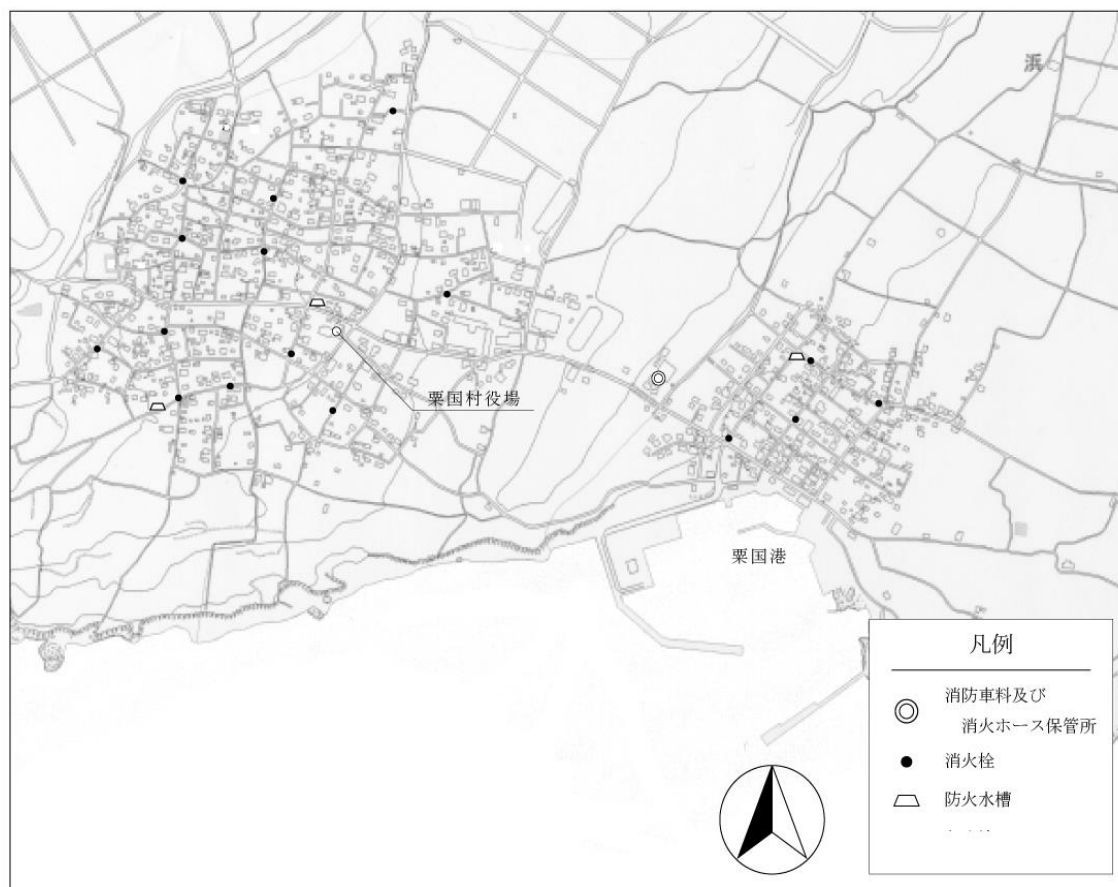 浜
粟国村役場
粟国港
凡例
消防車料及び
消火ホース保管所
消火栓
防火水槽